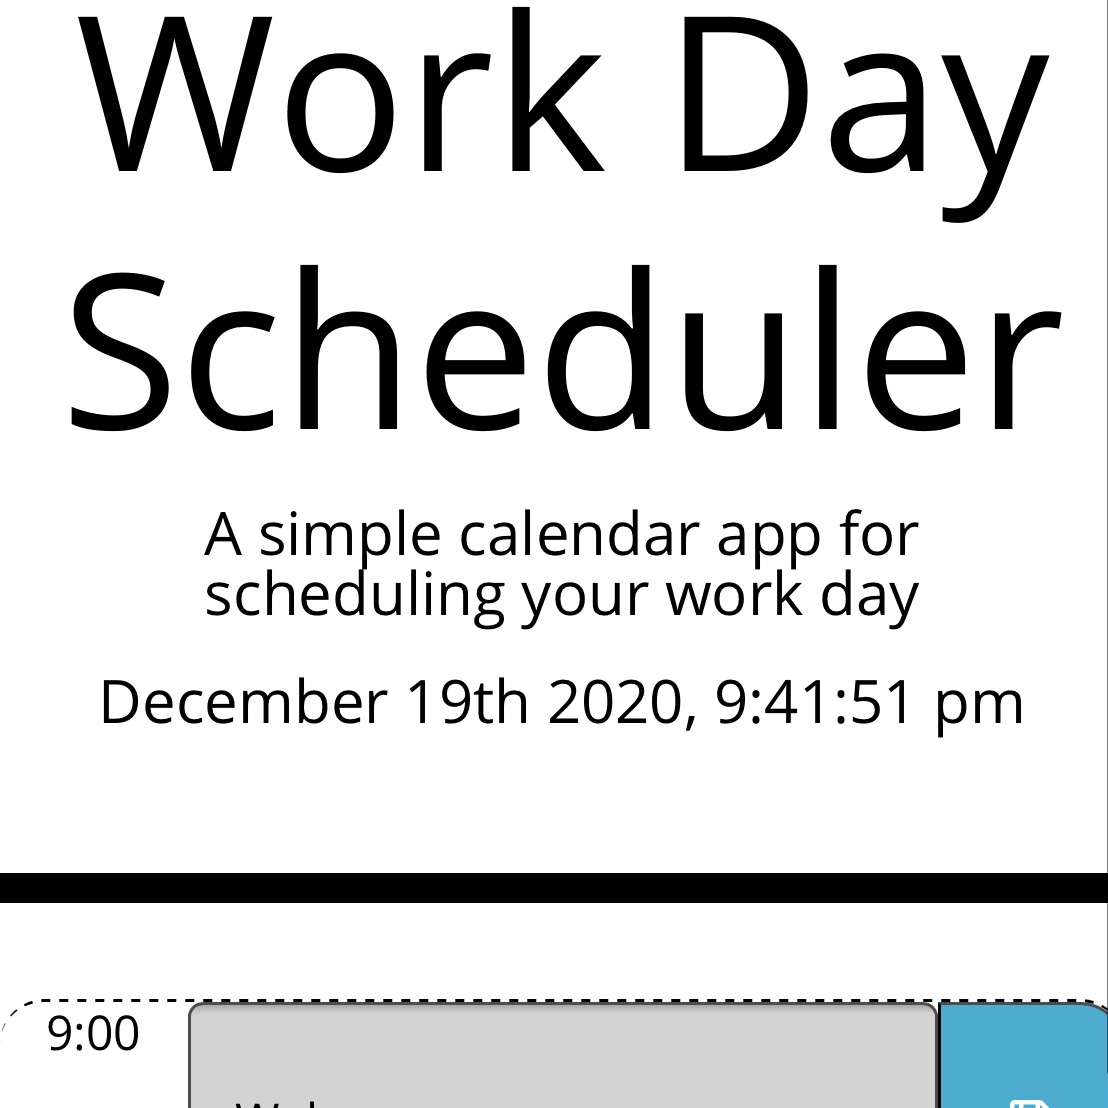 Work Day
Scheduler
A simple calendar app for
scheduling your work day
December 19th 2020, 9:41:51 pm
9:00